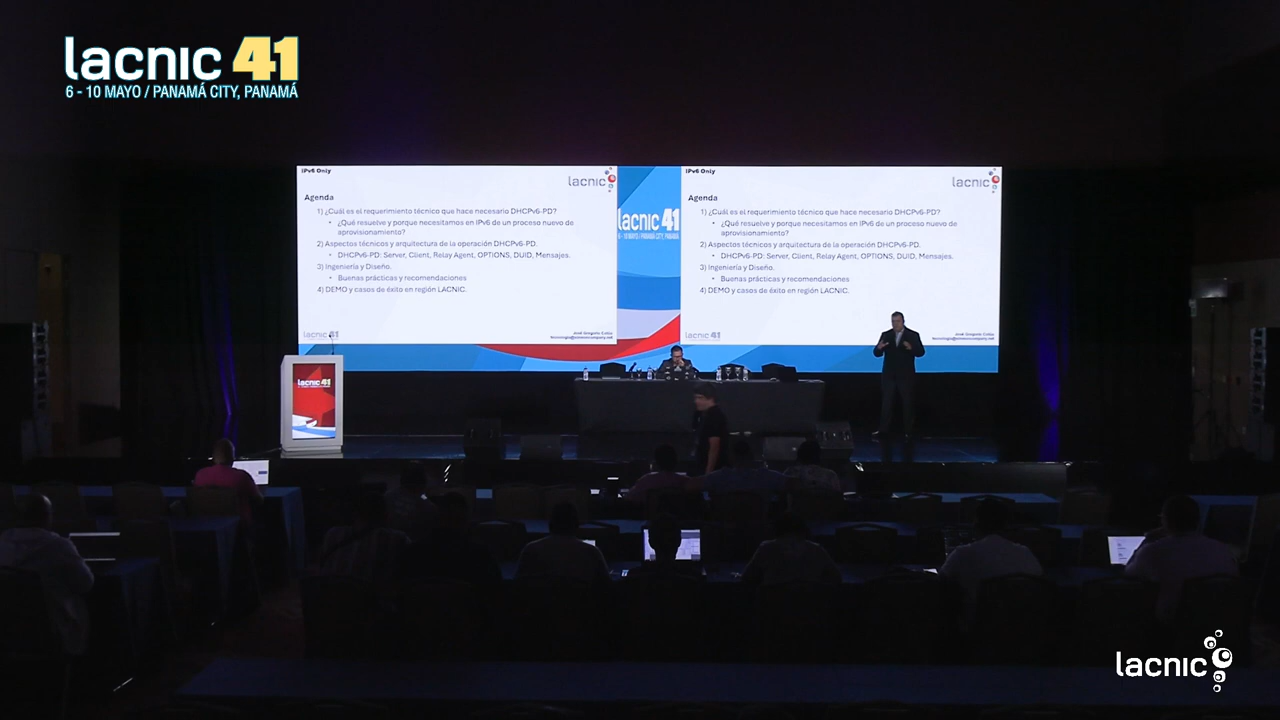 lacnic 41
6 - 10 MAYO / PANAMÁ CITY, PANAMÁ
IPv6 Only
lacnic
Agenda
1) ¿Cuál es el requerimiento técnico que hace necesario DHCPv6-PD?
• ¿Qué resuelve y porque necesitamos en IPv6 de un proceso nuevo de
aprovisionamiento?
2) Aspectos técnicos y arquitectura de la operación DHCPv6-PD.
• DHCPv6-PD: Server, Client, Relay Agent, OPTIONS, DUID, Mensajes.
3) Ingeniería y Diseño.
• Buenas prácticas y recomendaciones
4) DEMO y casos de éxito en región LACNIC.
lacnic 41
lacnic 41
6 - 10 MAYO / PANAMÁ CITY, PANAMÁ
IPv6 Only
lacnic
Agenda
1) ¿Cuál es el requerimiento técnico que hace necesario DHCPv6-PD?
• ¿Qué resuelve y porque necesitamos en IPv6 de un proceso nuevo de
aprovisionamiento?
2) Aspectos técnicos y arquitectura de la operación DHCPv6-PD.
• DHCPv6-PD: Server, Client, Relay Agent, OPTIONS, DUID, Mensajes.
3) Ingeniería y Diseño.
• Buenas prácticas y recomendaciones
4) DEMO y casos de éxito en región LACNIC.
lacnic 41
lacnic 41
lacnic